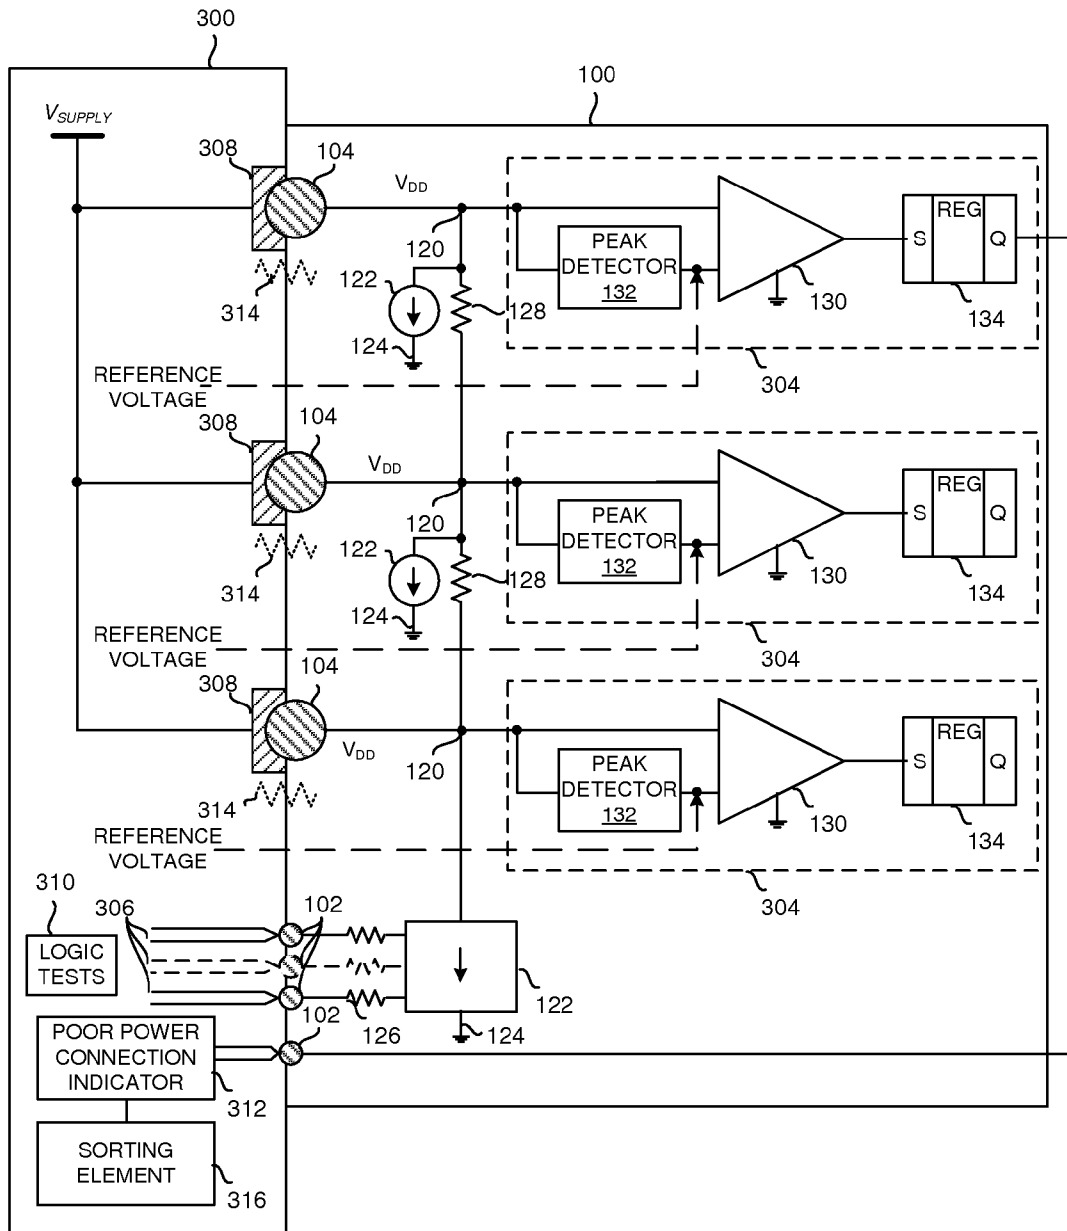 300
100
V_SUPPLY
308
104
V_DD
120
122
124
128
314
PEAK
DETECTOR
132
130
S
REG
Q
134
304
REFERENCE
VOLTAGE
308
104
V_DD
120
122
124
128
314
PEAK
DETECTOR
132
130
S
REG
Q
134
304
REFERENCE
VOLTAGE
308
104
V_DD
120
314
PEAK
DETECTOR
132
130
S
REG
Q
134
304
REFERENCE
VOLTAGE
310
306
102
LOGIC
TESTS
126
122
124
102
POOR POWER
CONNECTION
INDICATOR
312
SORTING
ELEMENT
316